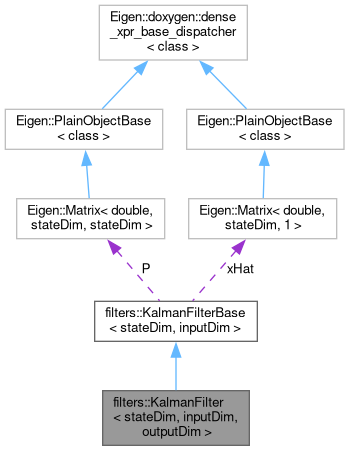 Eigen::doxygen::dense
_xpr_base_dispatcher
< class >
Eigen::PlainObjectBase
< class >
Eigen::PlainObjectBase
< class >
Eigen::Matrix< double,
stateDim, stateDim >
Eigen::Matrix< double,
stateDim, 1 >
P
xHat
filters::KalmanFilterBase
< stateDim, inputDim >
filters::KalmanFilter
< stateDim, inputDim,
outputDim >